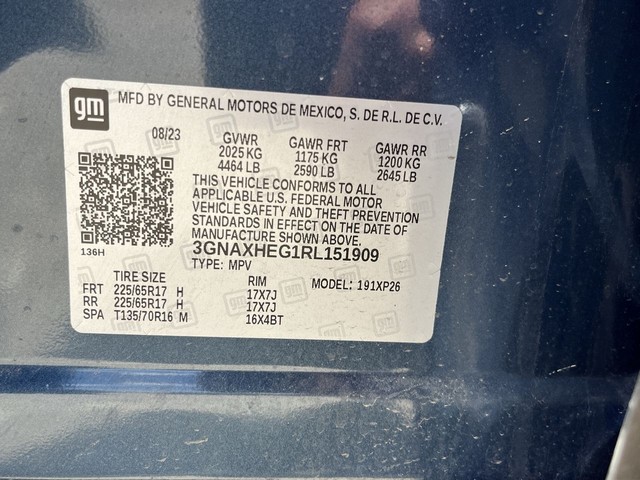 gm MFD BY GENERAL MOTORS DE MEXICO, S. DE R.L. DE C.V.
08/23 GVWR GAWR FRT GAWR RR
2025 KG 1175 KG 1200 KG
4464 LB 2590 LB 2645 LB
THIS VEHICLE CONFORMS TO ALL
APPLICABLE U.S. FEDERAL MOTOR
VEHICLE SAFETY AND THEFT PREVENTION
STANDARDS IN EFFECT ON THE DATE OF
MANUFACTURE SHOWN ABOVE.
136H
3GNAXHEG1RL151909
TYPE: MPV
TIRE SIZE RIM MODEL: 191XP26
FRT 225/65R17 H 17X7J
RR 225/65R17 H 17X7J
SPA T135/70R16 M 16X4BT